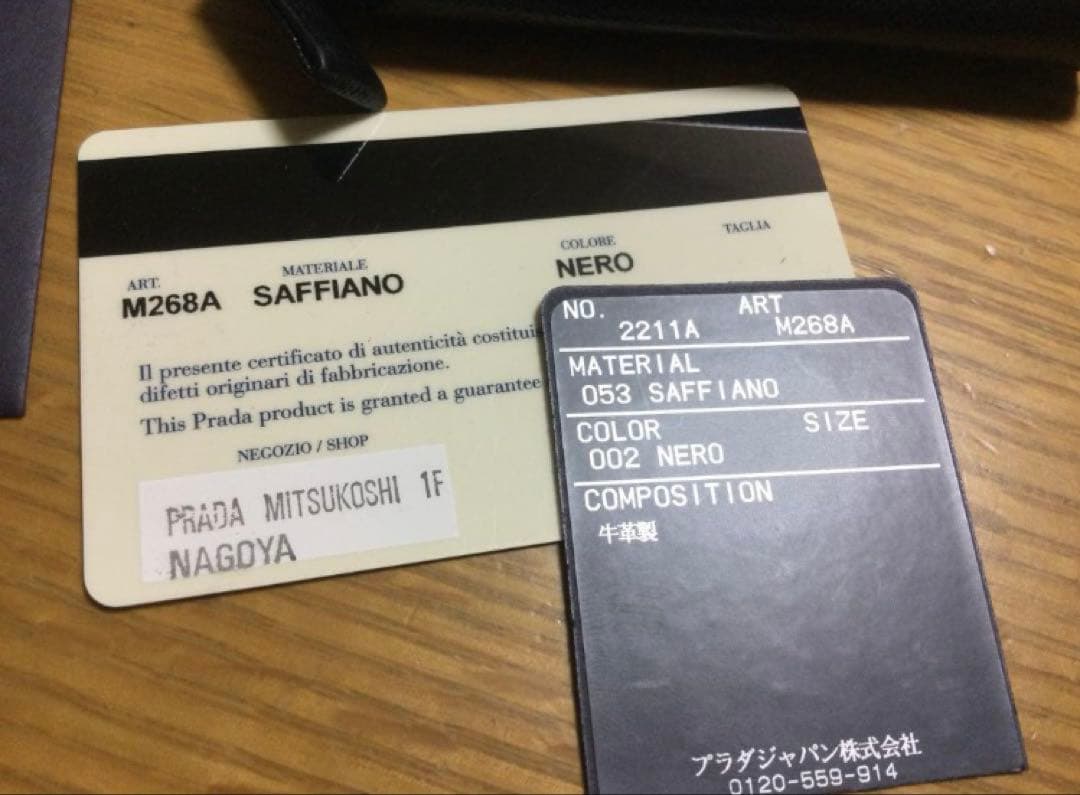 ART. MATERIALE COLORE TAGLIA
M268A SAFFIANO NERO
Il presente certificato di autenticità costituis
difetti originari di fabbricazione.
This Prada product is granted a guarantee
NEGOZIO / SHOP
PRADA MITSUKOSHI 1F
NAGOYA
NO. ART
2211A M268A
MATERIAL
053 SAFFIANO
COLOR SIZE
002 NERO
COMPOSITION
牛革製
プラダジャパン株式会社
0120-559-914